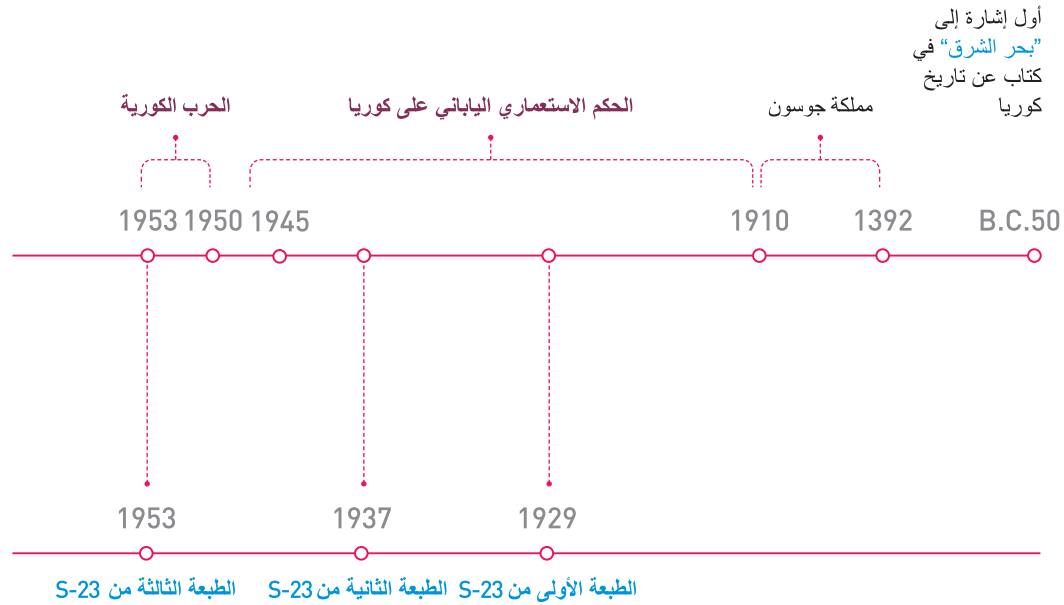 أول إشارة إلى
”بحر الشرق“ في
كتاب عن تاريخ
كوريا
مملكة جوسون
الحكم الاستعماري الياباني على كوريا
الحرب الكورية
B.C.50
1392
1910
1945
1950
1953
1929
1937
1953
الطبعة الأولى من S-23
الطبعة الثانية من S-23
الطبعة الثالثة من S-23